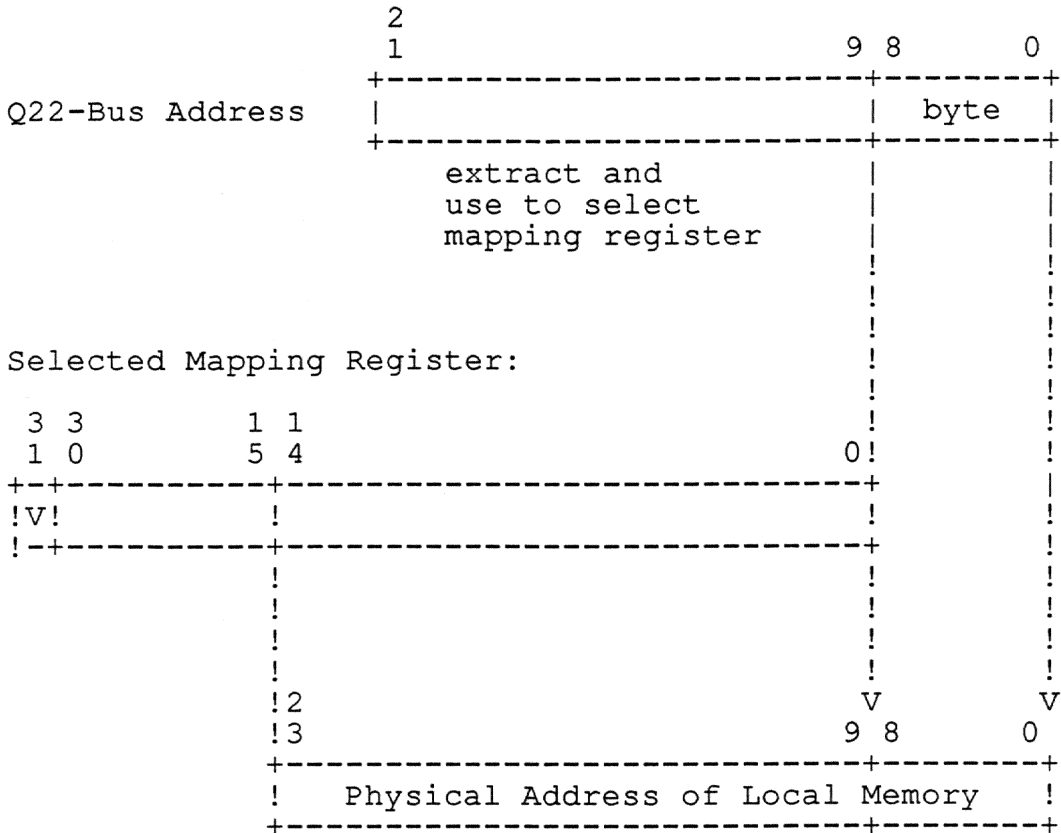 2
1 9 8 0
Q22-Bus Address | | byte |
extract and
use to select
mapping register
Selected Mapping Register:
3 3 1 1
1 0 5 4 0!
!V! ! !
!2 V V
!3 9 8 0
! Physical Address of Local Memory !